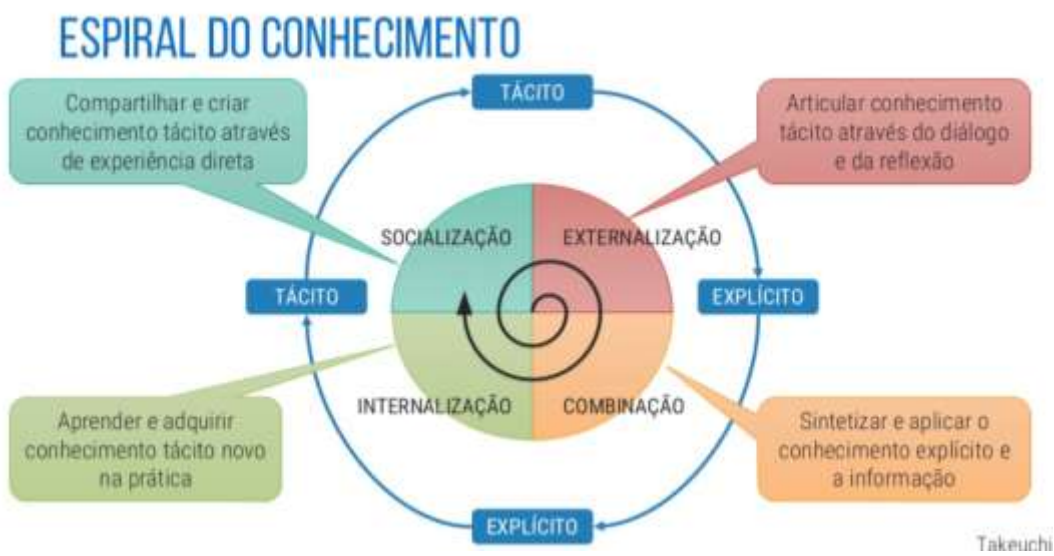 ESPIRAL DO CONHECIMENTO
TÁCITO
Compartilhar e criar
conhecimento tácito através
de experiência direta
Articular conhecimento
tácito através do diálogo
e da reflexão
SOCIALIZAÇÃO
EXTERNALIZAÇÃO
TÁCITO
EXPLÍCITO
INTERNALIZAÇÃO
COMBINAÇÃO
Aprender e adquirir
conhecimento tácito novo
na prática
Sintetizar e aplicar o
conhecimento explícito e
a informação
EXPLÍCITO
Takeuchi